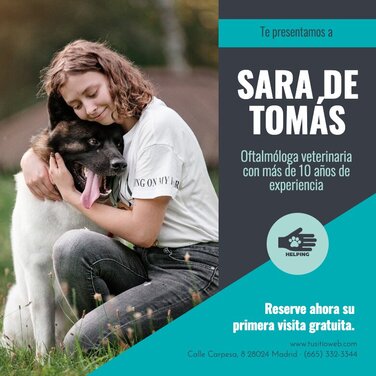 Te presentamos a
SARA DE
TOMÁS
Oftalmóloga veterinaria
con más de 10 años de
experiencia
HELPING
Reserve ahora su
primera visita gratuita.
www.tusitioweb.com
Calle Carpesa, 8 28024 Madrid · (665) 332-3344